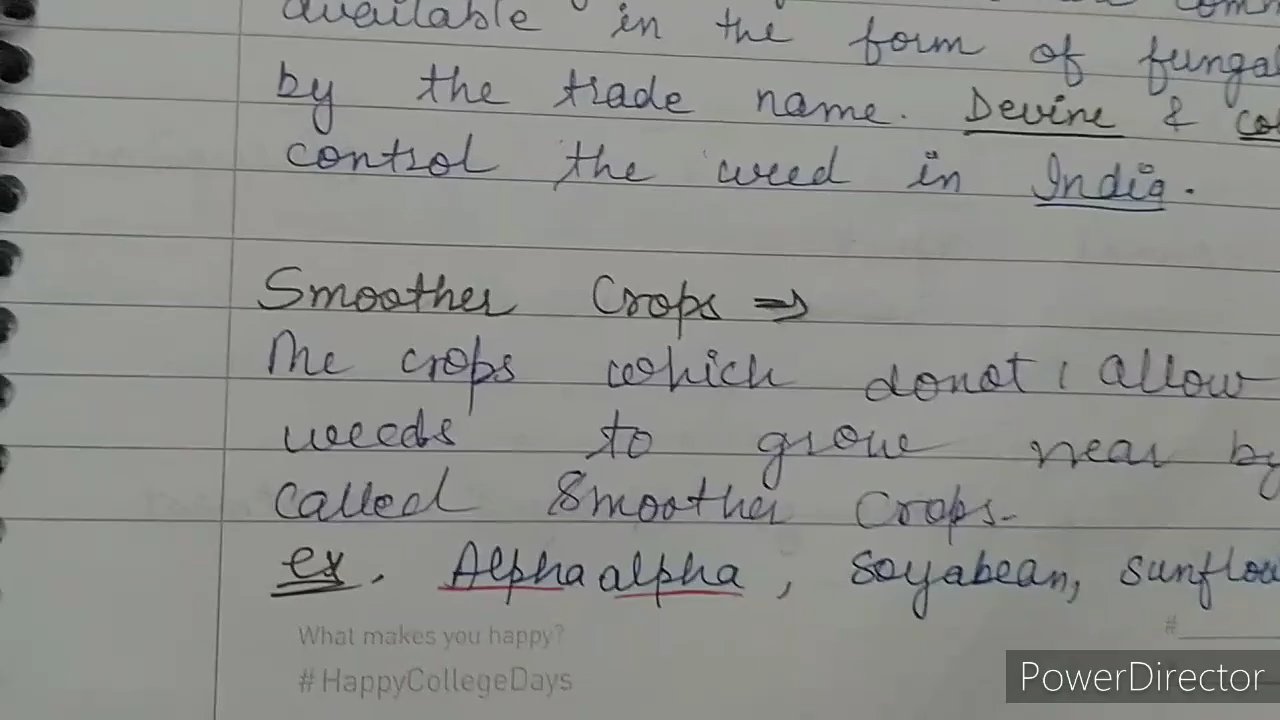 available in the form of fungal
by the trade name. Devine &
control the weed in India.
Smoother Crops ⇒
The crops which donot allow
weeds to grow near by
called Smoother Crops.
ex. Alphaalpha, soyabean, sunflow
What makes you happy?
#
#HappyCollegeDays
PowerDirector